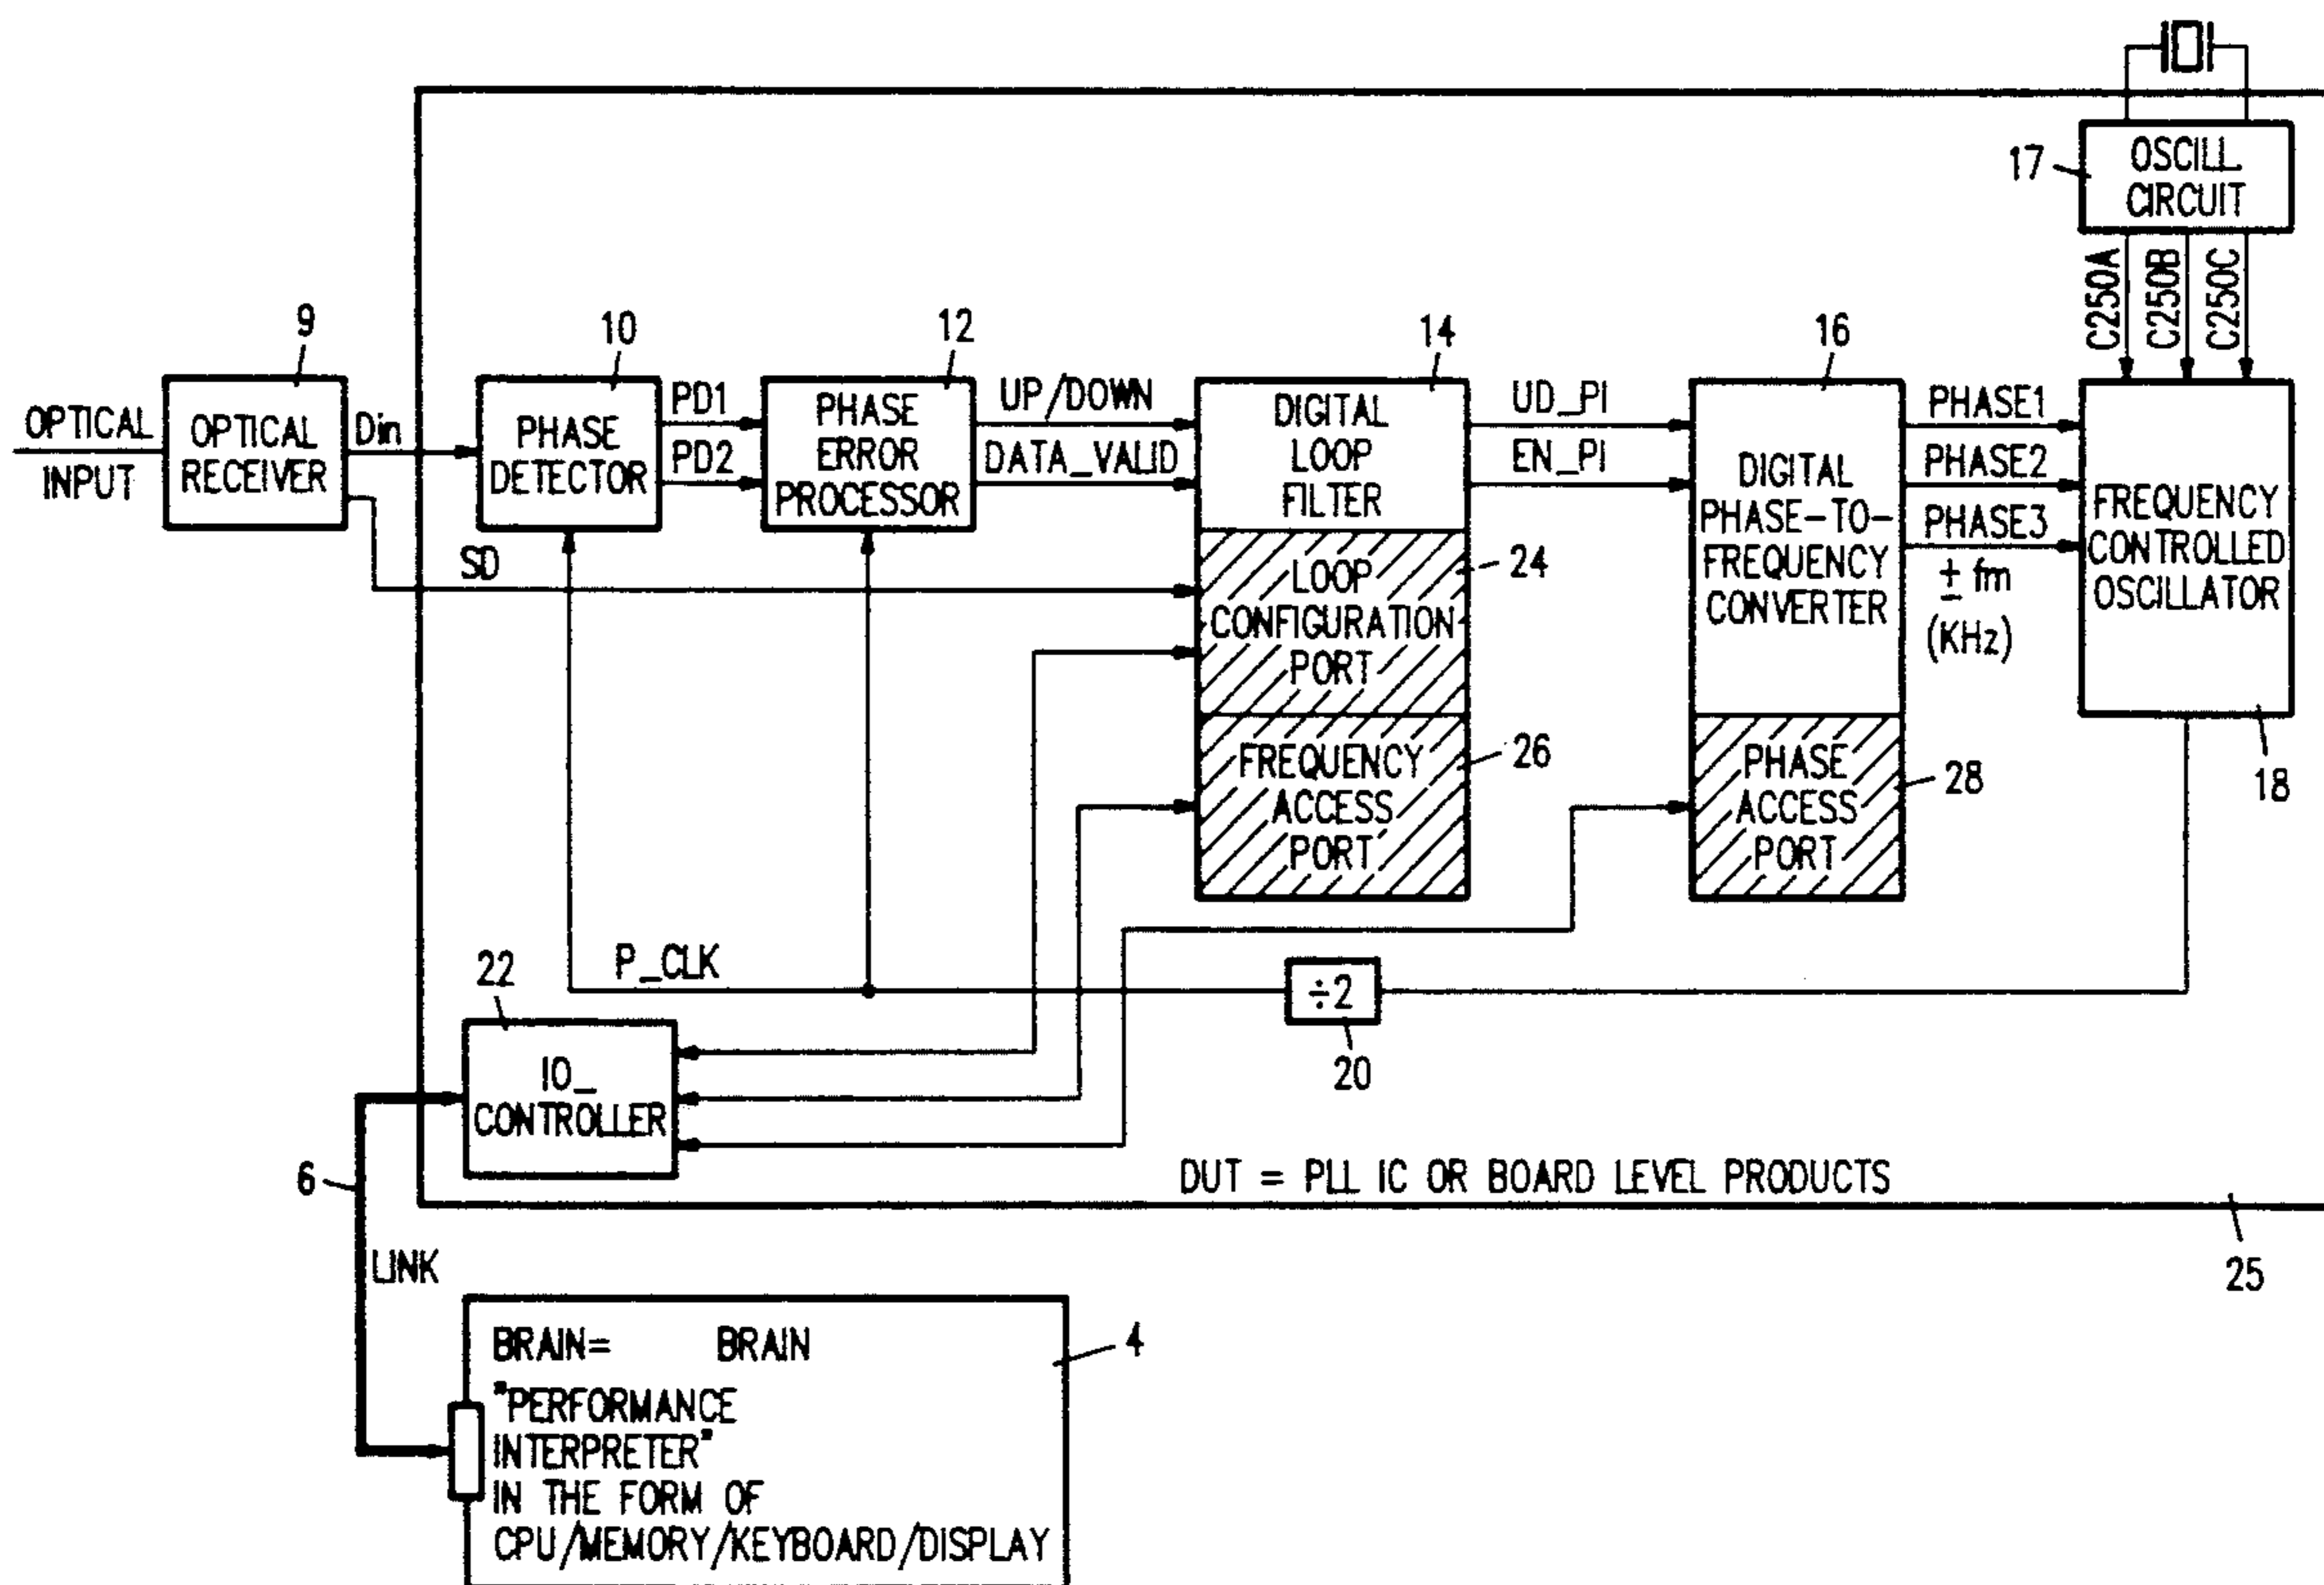 17
OSCILL.
CIRCUIT
C250A
C250B
C250C
9
10
12
14
16
OPTICAL
INPUT
OPTICAL
RECEIVER
Din
SD
PHASE
DETECTOR
PD1
PD2
PHASE
ERROR
PROCESSOR
UP/DOWN
DATA_VALID
DIGITAL
LOOP
FILTER
UD_PI
EN_PI
DIGITAL
PHASE-TO-
FREQUENCY
CONVERTER
PHASE1
PHASE2
PHASE3
± fm
(KHz)
FREQUENCY
CONTROLLED
OSCILLATOR
18
LOOP
CONFIGURATION
PORT
24
FREQUENCY
ACCESS
PORT
26
PHASE
ACCESS
PORT
28
P_CLK
÷2
20
22
IO_
CONTROLLER
6
LINK
DUT = PLL IC OR BOARD LEVEL PRODUCTS
25
BRAIN= BRAIN
"PERFORMANCE
INTERPRETER"
IN THE FORM OF
CPU/MEMORY/KEYBOARD/DISPLAY
4